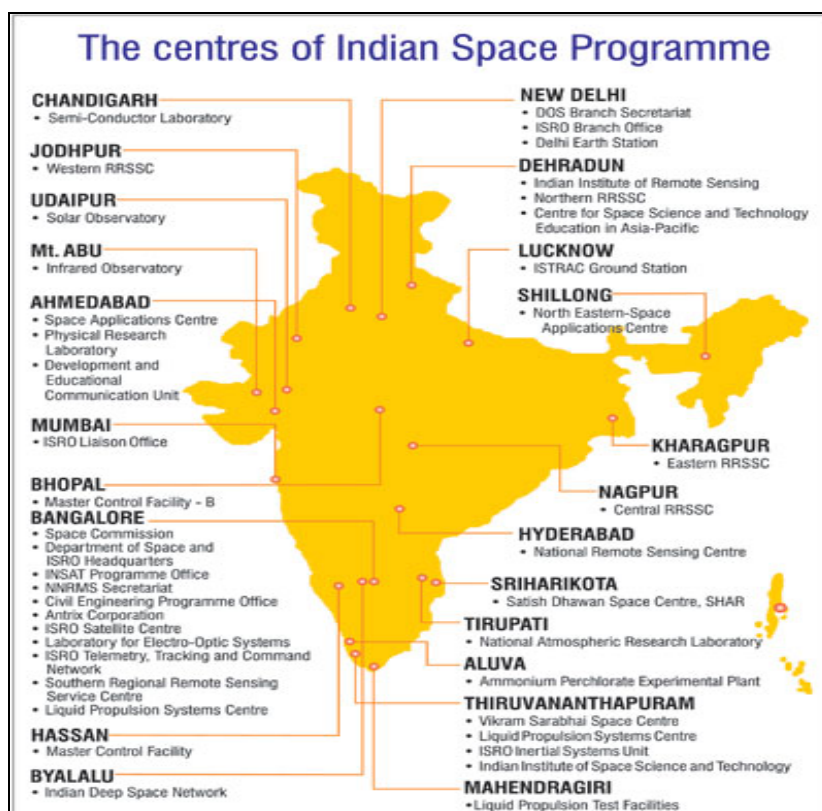 The centres of Indian Space Programme
CHANDIGARH
• Semi-Conductor Laboratory
JODHPUR
• Western RRSSC
UDAIPUR
• Solar Observatory
Mt. ABU
• Infrared Observatory
AHMEDABAD
• Space Applications Centre
• Physical Research
Laboratory
• Development and
Educational
Communication Unit
MUMBAI
• ISRO Liaison Office
BHOPAL
• Master Control Facility - B
BANGALORE
• Space Commission
• Department of Space and
ISRO Headquarters
• INSAT Programme Office
• NNRMS Secretariat
• Civil Engineering Programme Office
• Antrix Corporation
• ISRO Satellite Centre
• Laboratory for Electro-Optic Systems
• ISRO Telemetry, Tracking and Command
Network
• Southern Regional Remote Sensing
Service Centre
• Liquid Propulsion Systems Centre
HASSAN
• Master Control Facility
BYALALU
• Indian Deep Space Network
NEW DELHI
• DOS Branch Secretariat
• ISRO Branch Office
• Delhi Earth Station
DEHRADUN
• Indian Institute of Remote Sensing
• Northern RRSSC
• Centre for Space Science and Technology
Education in Asia-Pacific
LUCKNOW
• ISTRAC Ground Station
SHILLONG
• North Eastern-Space
Applications Centre
KHARAGPUR
• Eastern RRSSC
NAGPUR
• Central RRSSC
HYDERABAD
• National Remote Sensing Centre
SRIHARIKOTA
• Satish Dhawan Space Centre, SHAR
TIRUPATI
• National Atmospheric Research Laboratory
ALUVA
• Ammonium Perchlorate Experimental Plant
THIRUVANANTHAPURAM
• Vikram Sarabhai Space Centre
• Liquid Propulsion Systems Centre
• ISRO Inertial Systems Unit
• Indian Institute of Space Science and Technology
MAHENDRAGIRI
•Liquid Propulsion Test Facilities